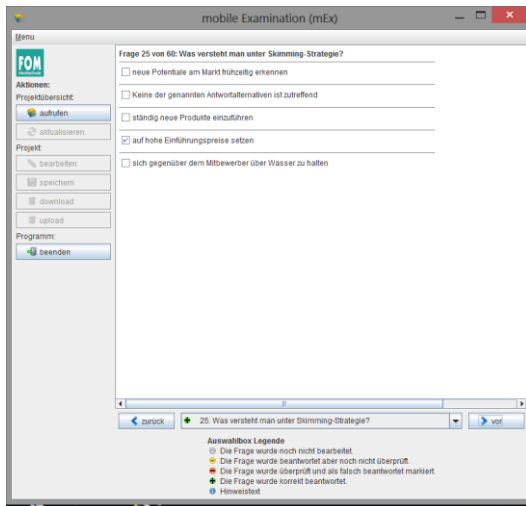 mobile Examination (mEx)
Menu
FOM
Hochschule
Aktionen:
Projektübersicht:
aufrufen
aktualisieren
Projekt:
bearbeiten
speichern
download
upload
Programm:
beenden
Frage 25 von 60: Was versteht man unter Skimming-Strategie?
neue Potentiale am Markt frühzeitig erkennen
Keine der genannten Antwortalternativen ist zutreffend
ständig neue Produkte einzuführen
auf hohe Einführungspreise setzen
sich gegenüber dem Mitbewerber über Wasser zu halten
zurück
25. Was versteht man unter Skimming-Strategie?
vor
Auswahlbox Legende
Die Frage wurde noch nicht bearbeitet.
Die Frage wurde beantwortet aber noch nicht überprüft.
Die Frage wurde überprüft und als falsch beantwortet markiert.
Die Frage wurde korrekt beantwortet.
Hinweistext